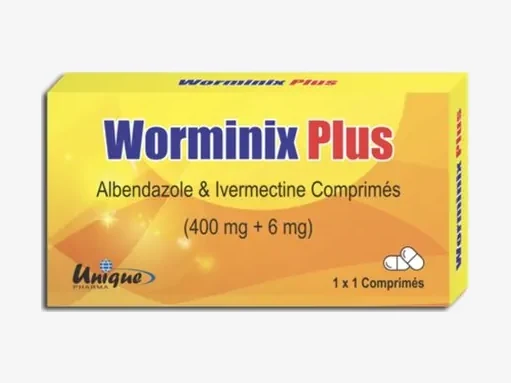 Worminix Plus
Worminix Plus
Albendazole & Ivermectine Comprimés
(400 mg + 6 mg)
Unique
PHARMA
1 x 1 Comprimés
Worminix Plus